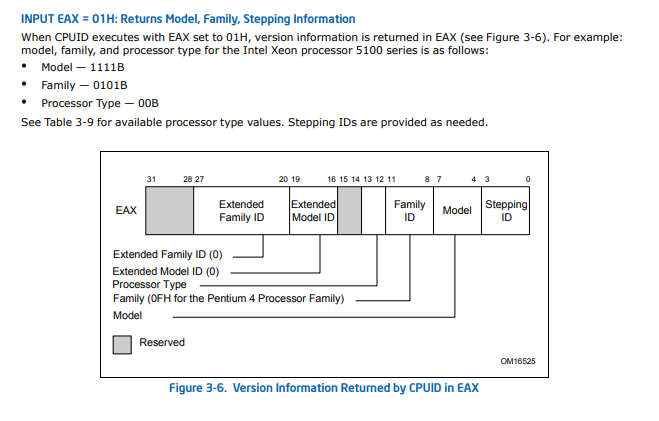 INPUT EAX = 01H: Returns Model, Family, Stepping Information
When CPUID executes with EAX set to 01H, version information is returned in EAX (see Figure 3-6). For example:
model, family, and processor type for the Intel Xeon processor 5100 series is as follows:
• Model — 1111B
• Family — 0101B
• Processor Type — 00B
See Table 3-9 for available processor type values. Stepping IDs are provided as needed.
31 28 27 20 19 16 15 14 13 12 11 8 7 4 3 0
EAX
Extended
Family ID
Extended
Model ID
Family
ID
Model
Stepping
ID
Extended Family ID (0)
Extended Model ID (0)
Processor Type
Family (0FH for the Pentium 4 Processor Family)
Model
Reserved
OM16525
Figure 3-6. Version Information Returned by CPUID in EAX